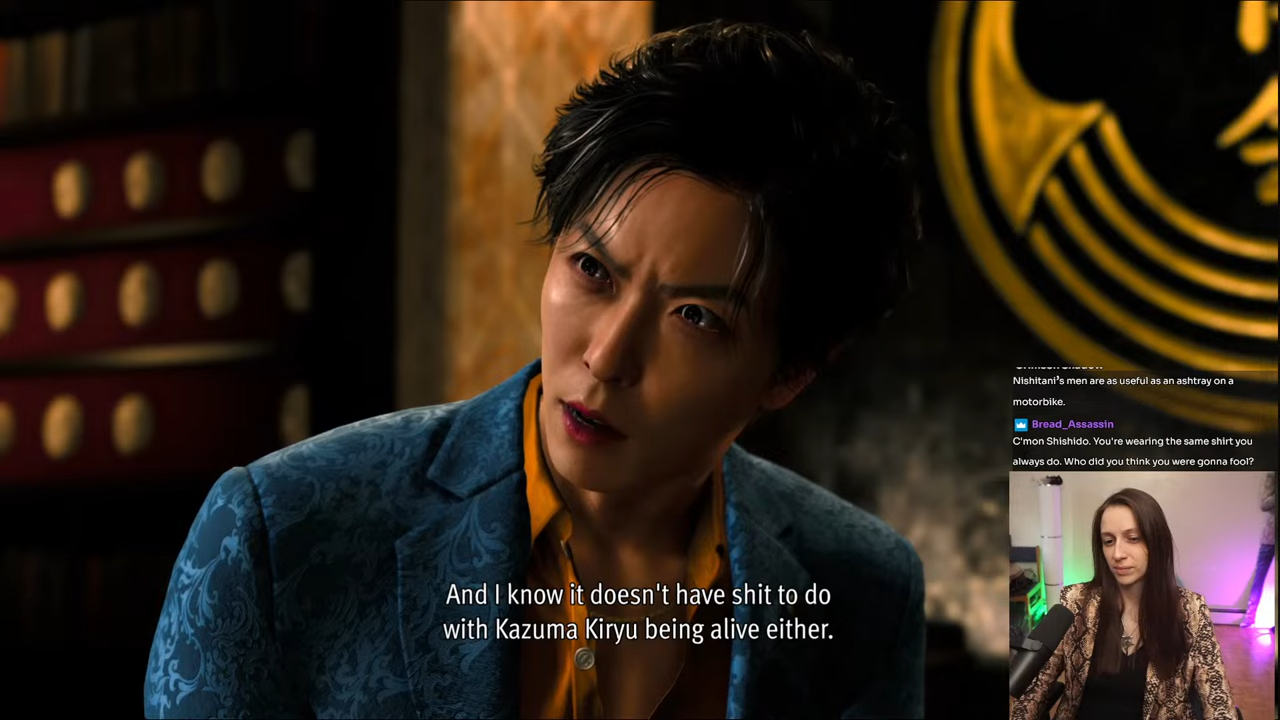 Nishitani's men are as useful as an ashtray on a
motorbike.
Bread_Assassin
C'mon Shishido. You're wearing the same shirt you
always do. Who did you think you were gonna fool?
And I know it doesn't have shit to do
with Kazuma Kiryu being alive either.